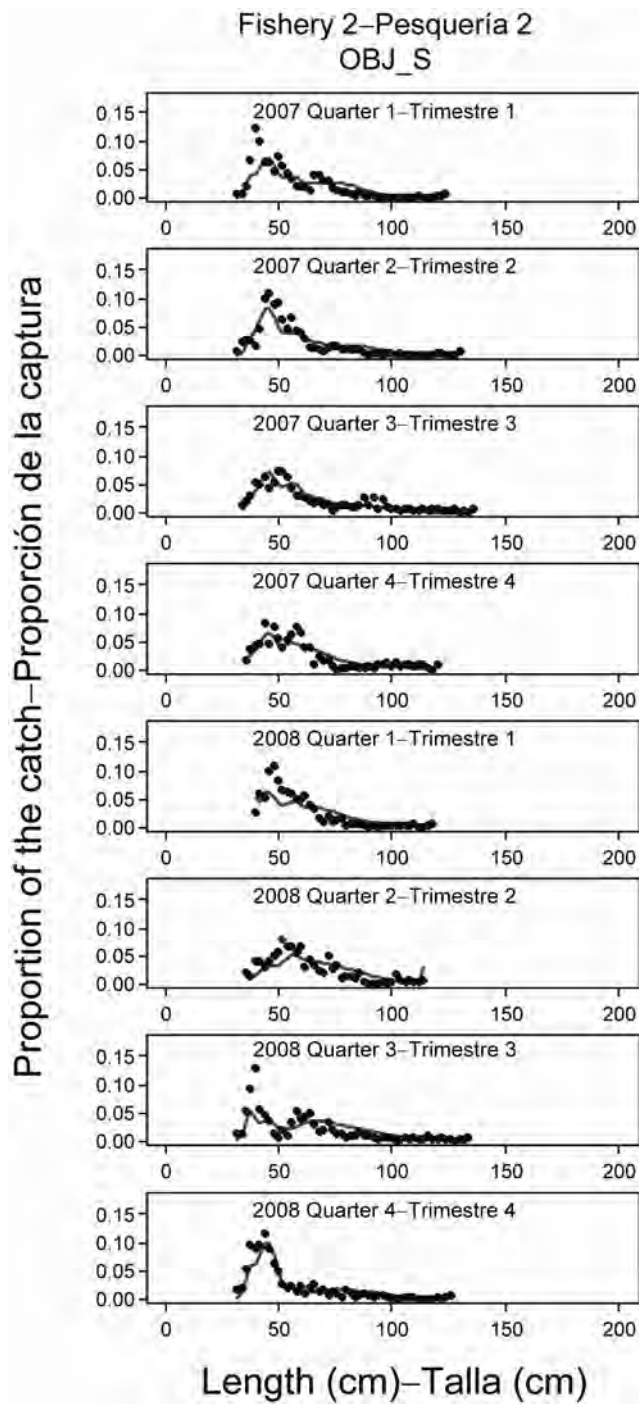 Fishery 2–Pesquería 2
OBJ_S
Proportion of the catch–Proporción de la captura
2007 Quarter 1–Trimestre 1
0.15
0.10
0.05
0.00
0 50 100 150 200
2007 Quarter 2–Trimestre 2
0.15
0.10
0.05
0.00
0 50 100 150 200
2007 Quarter 3–Trimestre 3
0.15
0.10
0.05
0.00
0 50 100 150 200
2007 Quarter 4–Trimestre 4
0.15
0.10
0.05
0.00
0 50 100 150 200
2008 Quarter 1–Trimestre 1
0.15
0.10
0.05
0.00
0 50 100 150 200
2008 Quarter 2–Trimestre 2
0.15
0.10
0.05
0.00
0 50 100 150 200
2008 Quarter 3–Trimestre 3
0.15
0.10
0.05
0.00
0 50 100 150 200
2008 Quarter 4–Trimestre 4
0.15
0.10
0.05
0.00
0 50 100 150 200
Length (cm)–Talla (cm)